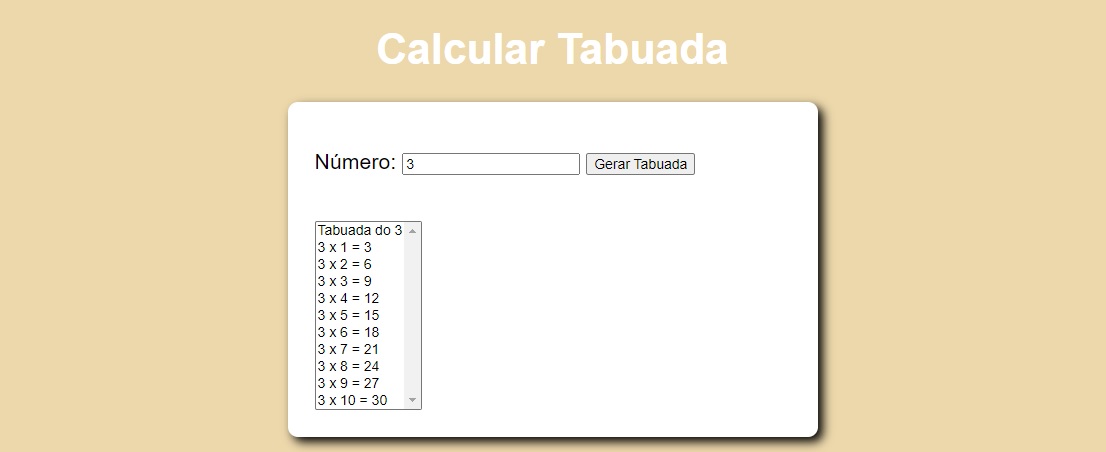 Calcular Tabuada
Número: 3 Gerar Tabuada
Tabuada do 3
3 x 1 = 3
3 x 2 = 6
3 x 3 = 9
3 x 4 = 12
3 x 5 = 15
3 x 6 = 18
3 x 7 = 21
3 x 8 = 24
3 x 9 = 27
3 x 10 = 30